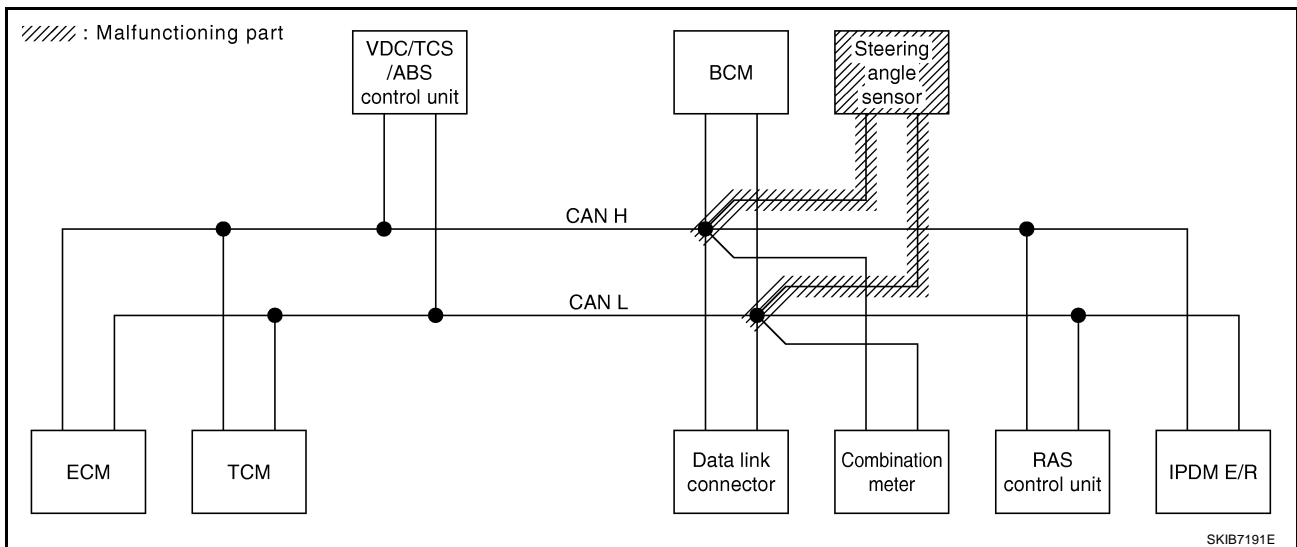 : Malfunctioning part
VDC/TCS
/ABS
control unit
BCM
Steering
angle
sensor
CAN H
CAN L
ECM
TCM
Data link
connector
Combination
meter
RAS
control unit
IPDM E/R
SKIB7191E